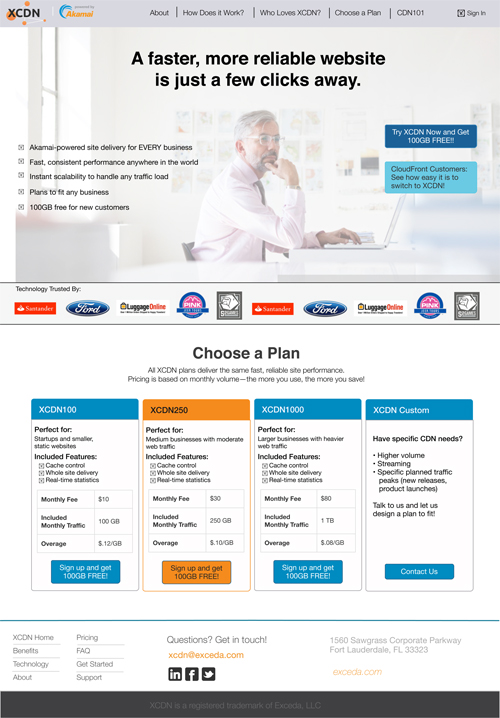 XCDN
powered by
Akamai
About
How Does it Work?
Who Loves XCDN?
Choose a Plan
CDN101
Sign In
A faster, more reliable website
is just a few clicks away.
Akamai-powered site delivery for EVERY business
Fast, consistent performance anywhere in the world
Instant scalability to handle any traffic load
Plans to fit any business
100GB free for new customers
Try XCDN Now and Get
100GB FREE!!
CloudFront Customers:
See how easy it is to
switch to XCDN!
Technology Trusted By:
Santander
Ford
LuggageOnline
PINK
Santander
Ford
LuggageOnline
PINK
Choose a Plan
All XCDN plans deliver the same fast, reliable site performance.
Pricing is based on monthly volume—the more you use, the more you save!
XCDN100
Perfect for:
Startups and smaller,
static websites
Included Features:
Cache control
Whole site delivery
Real-time statistics
Monthly Fee $10
Included
Monthly Traffic 100 GB
Overage $.12/GB
Sign up and get
100GB FREE!
XCDN250
Perfect for:
Medium businesses with moderate
web traffic
Included Features:
Cache control
Whole site delivery
Real-time statistics
Monthly Fee $30
Included
Monthly Traffic 250 GB
Overage $.10/GB
Sign up and get
100GB FREE!
XCDN1000
Perfect for:
Larger businesses with heavier
web traffic
Included Features:
Cache control
Whole site delivery
Real-time statistics
Monthly Fee $80
Included
Monthly Traffic 1 TB
Overage $.08/GB
Sign up and get
100GB FREE!
XCDN Custom
Have specific CDN needs?
• Higher volume
• Streaming
• Specific planned traffic
peaks (new releases,
product launches)
Talk to us and let us
design a plan to fit!
Contact Us
XCDN Home
Benefits
Technology
About
Pricing
FAQ
Get Started
Support
Questions? Get in touch!
xcdn@exceda.com
1560 Sawgrass Corporate Parkway
Fort Lauderdale, FL 33323
exceda.com
XCDN is a registered trademark of Exceda, LLC